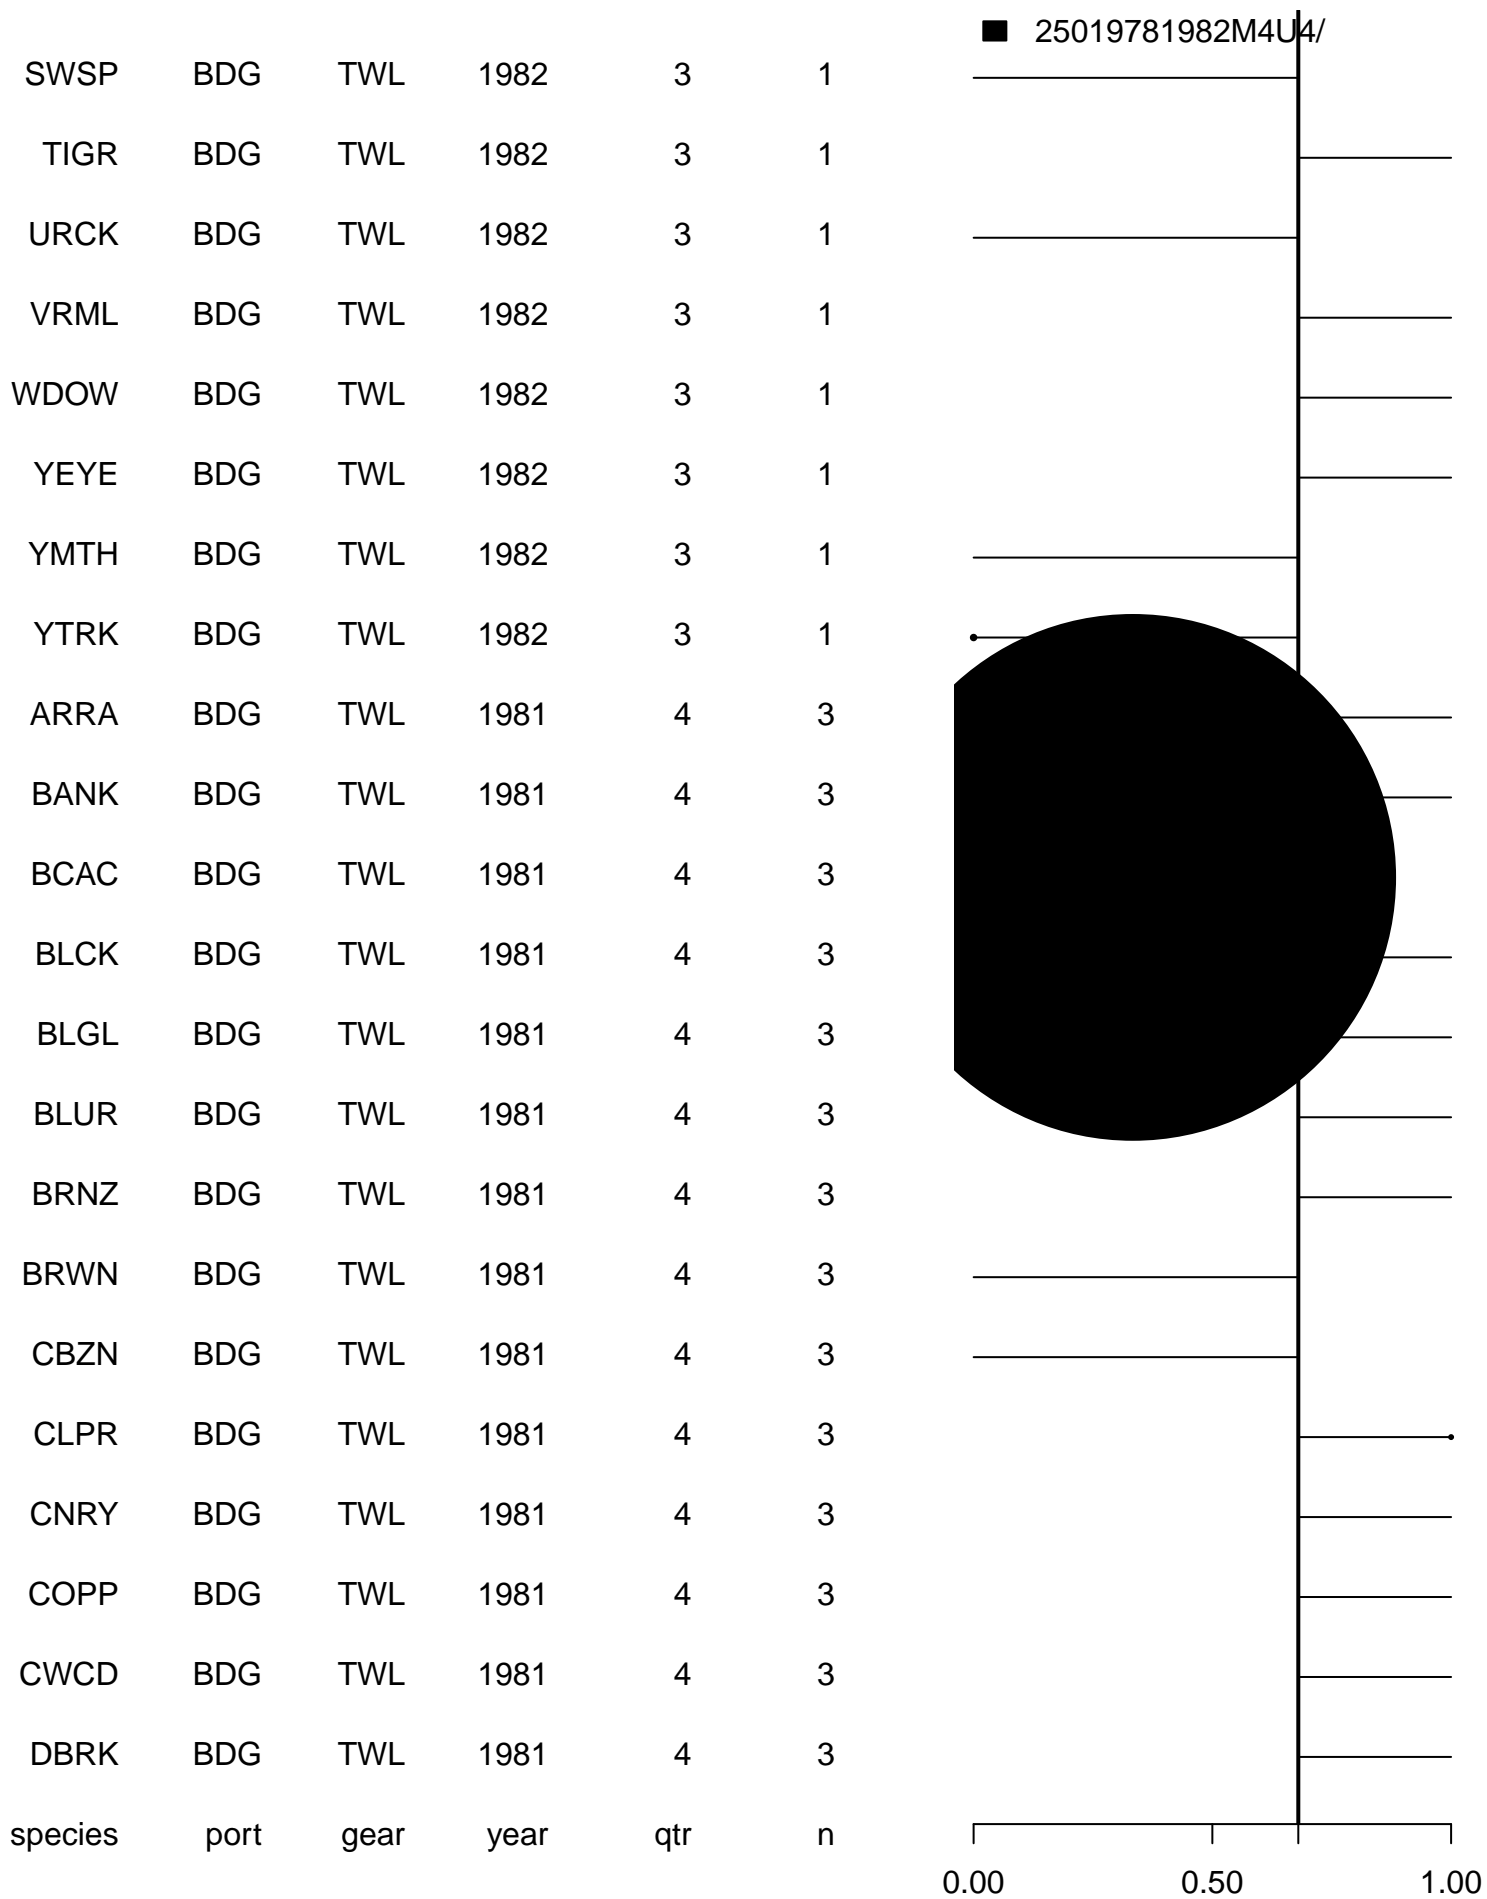 25019781982M4U4/
SWSP BDG TWL 1982 3 1
TIGR BDG TWL 1982 3 1
URCK BDG TWL 1982 3 1
VRML BDG TWL 1982 3 1
WDOW BDG TWL 1982 3 1
YEYE BDG TWL 1982 3 1
YMTH BDG TWL 1982 3 1
YTRK BDG TWL 1982 3 1
ARRA BDG TWL 1981 4 3
BANK BDG TWL 1981 4 3
BCAC BDG TWL 1981 4 3
BLCK BDG TWL 1981 4 3
BLGL BDG TWL 1981 4 3
BLUR BDG TWL 1981 4 3
BRNZ BDG TWL 1981 4 3
BRWN BDG TWL 1981 4 3
CBZN BDG TWL 1981 4 3
CLPR BDG TWL 1981 4 3
CNRY BDG TWL 1981 4 3
COPP BDG TWL 1981 4 3
CWCD BDG TWL 1981 4 3
DBRK BDG TWL 1981 4 3
species port gear year qtr n
0.00 0.50 1.00